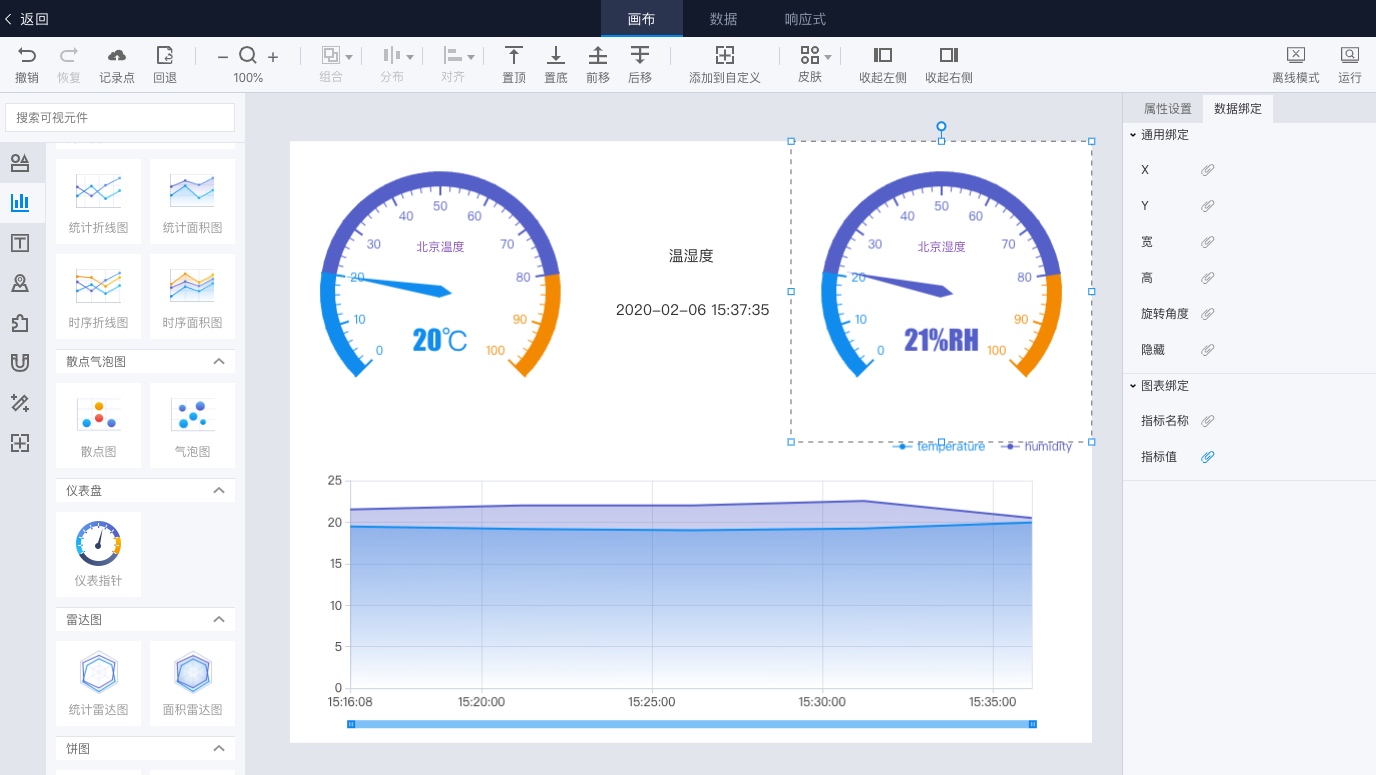 返回
画布 数据 响应式
撤销 恢复 记录点 回退 100% 组合 分布 对齐 置顶 置底 前移 后移 添加到自定义 皮肤 收起左侧 收起右侧 离线模式 运行
搜索可视元件
统计折线图 统计面积图
时序折线图 时序面积图
散点气泡图
散点图 气泡图
仪表盘
仪表指针
雷达图
统计雷达图 面积雷达图
饼图
0 10 20 30 40 50 60 70 80 90 100
北京温度
20℃
温湿度
2020-02-06 15:37:35
0 10 20 30 40 50 60 70 80 90 100
北京湿度
21%RH
temperature humidity
25
20
15
10
5
0
15:16:08 15:20:00 15:25:00 15:30:00 15:35:00
属性设置 数据绑定
通用绑定
X
Y
宽
高
旋转角度
隐藏
图表绑定
指标名称
指标值